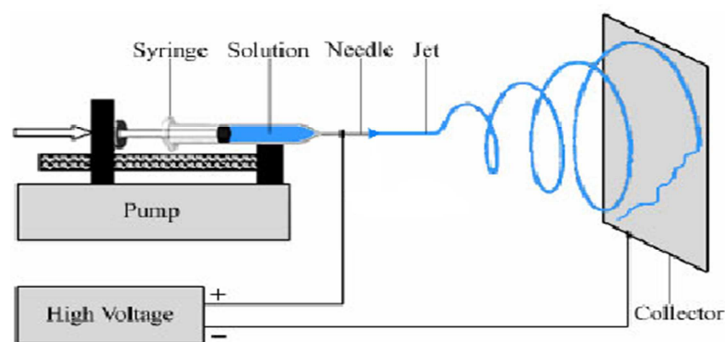 Syringe Solution Needle Jet
Pump
High Voltage
+
−
Collector